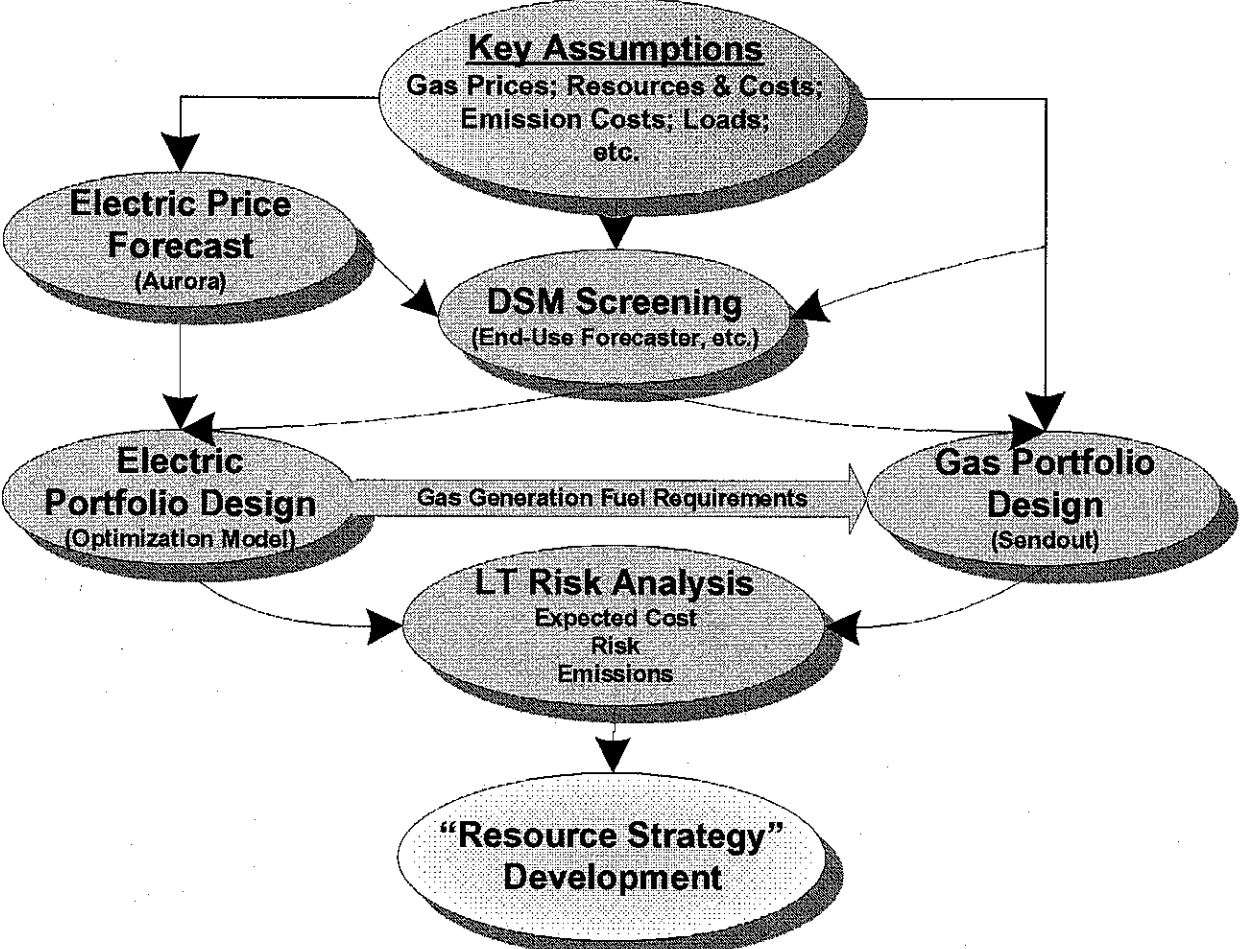 Key Assumptions
Gas Prices; Resources & Costs;
Emission Costs; Loads;
etc.
Electric Price
Forecast
(Aurora)
DSM Screening
(End-Use Forecaster, etc.)
Electric
Portfolio Design
(Optimization Model)
Gas Generation Fuel Requirements
Gas Portfolio
Design
(Sendout)
LT Risk Analysis
Expected Cost
Risk
Emissions
“Resource Strategy”
Development